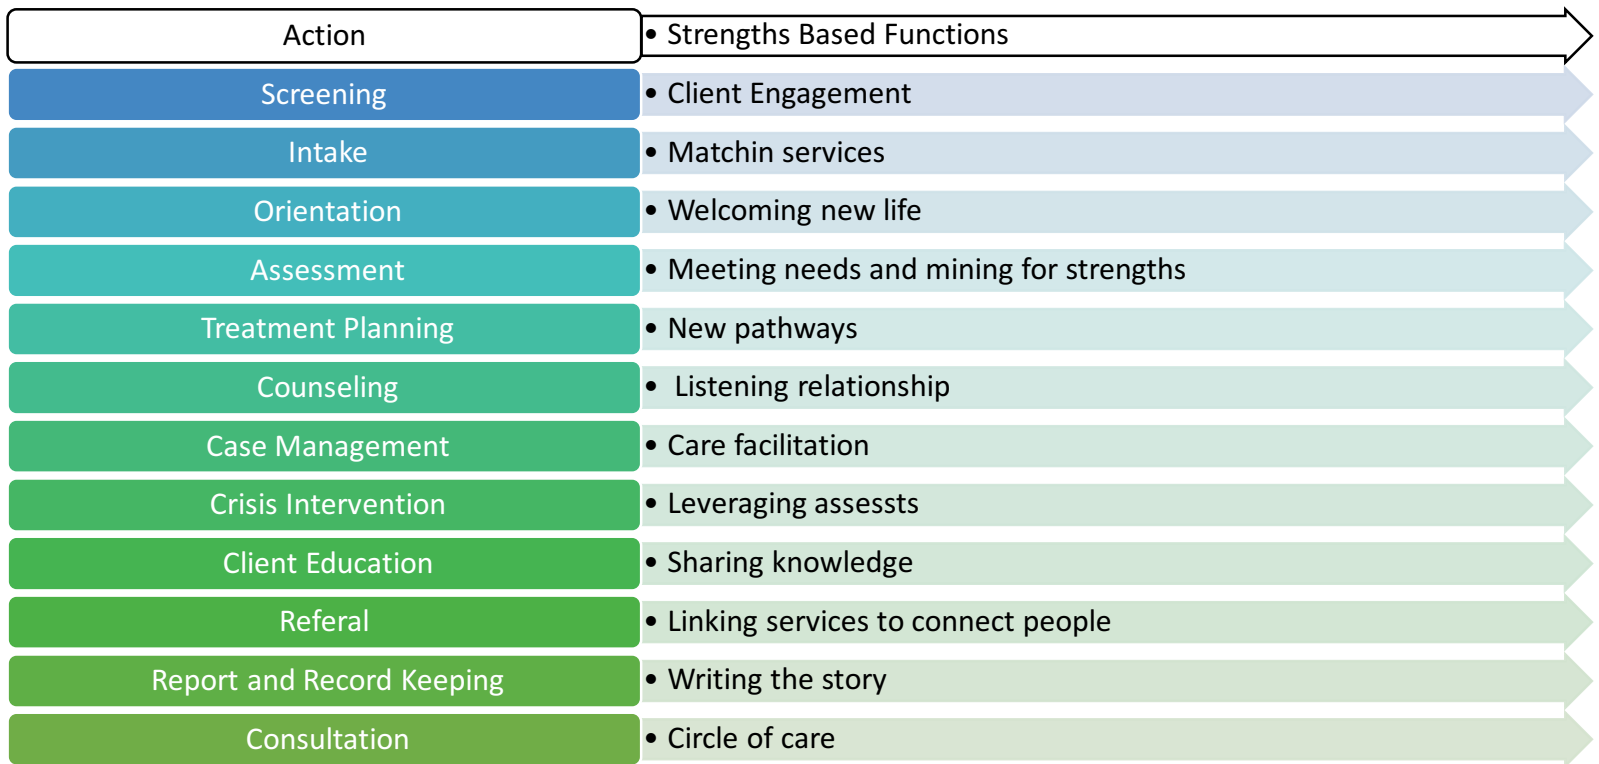 Action
• Strengths Based Functions
Screening
• Client Engagement
Intake
• Matchin services
Orientation
• Welcoming new life
Assessment
• Meeting needs and mining for strengths
Treatment Planning
• New pathways
Counseling
• Listening relationship
Case Management
• Care facilitation
Crisis Intervention
• Leveraging assessts
Client Education
• Sharing knowledge
Referal
• Linking services to connect people
Report and Record Keeping
• Writing the story
Consultation
• Circle of care